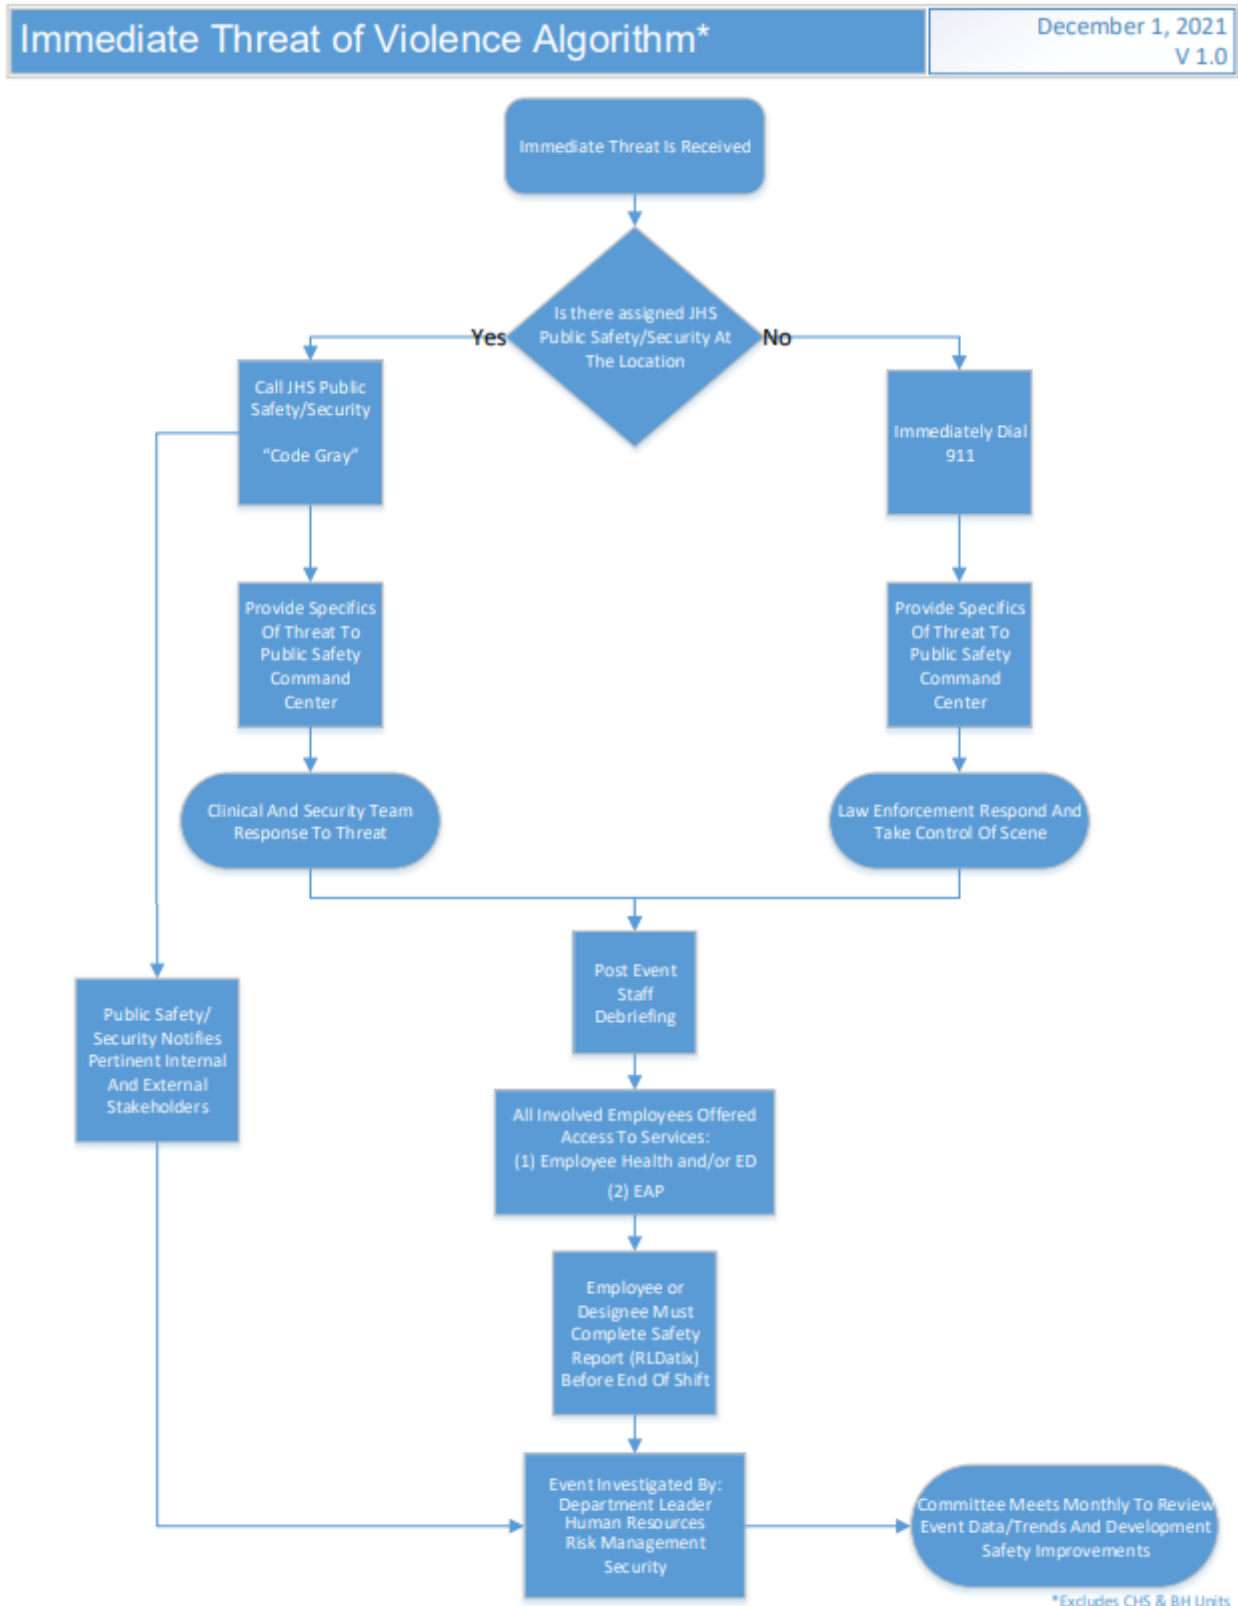 Immediate Threat of Violence Algorithm*
December 1, 2021
V 1.0
Immediate Threat Is Received
Is there assigned JHS
Public Safety/Security At
The Location
Yes
No
Call JHS Public
Safety/Security
"Code Gray"
Immediately Dial
911
Provide Specifics
Of Threat To
Public Safety
Command
Center
Provide Specifics
Of Threat To
Public Safety
Command
Center
Clinical And Security Team
Response To Threat
Law Enforcement Respond And
Take Control Of Scene
Post Event
Staff
Debriefing
Public Safety/
Security Notifies
Pertinent Internal
And External
Stakeholders
All Involved Employees Offered
Access To Services:
(1) Employee Health and/or ED
(2) EAP
Employee or
Designee Must
Complete Safety
Report (RLDatix)
Before End Of Shift
Event Investigated By:
Department Leader
Human Resources
Risk Management
Security
Committee Meets Monthly To Review
Event Data/Trends And Development
Safety Improvements
*Excludes CHS & BH Units